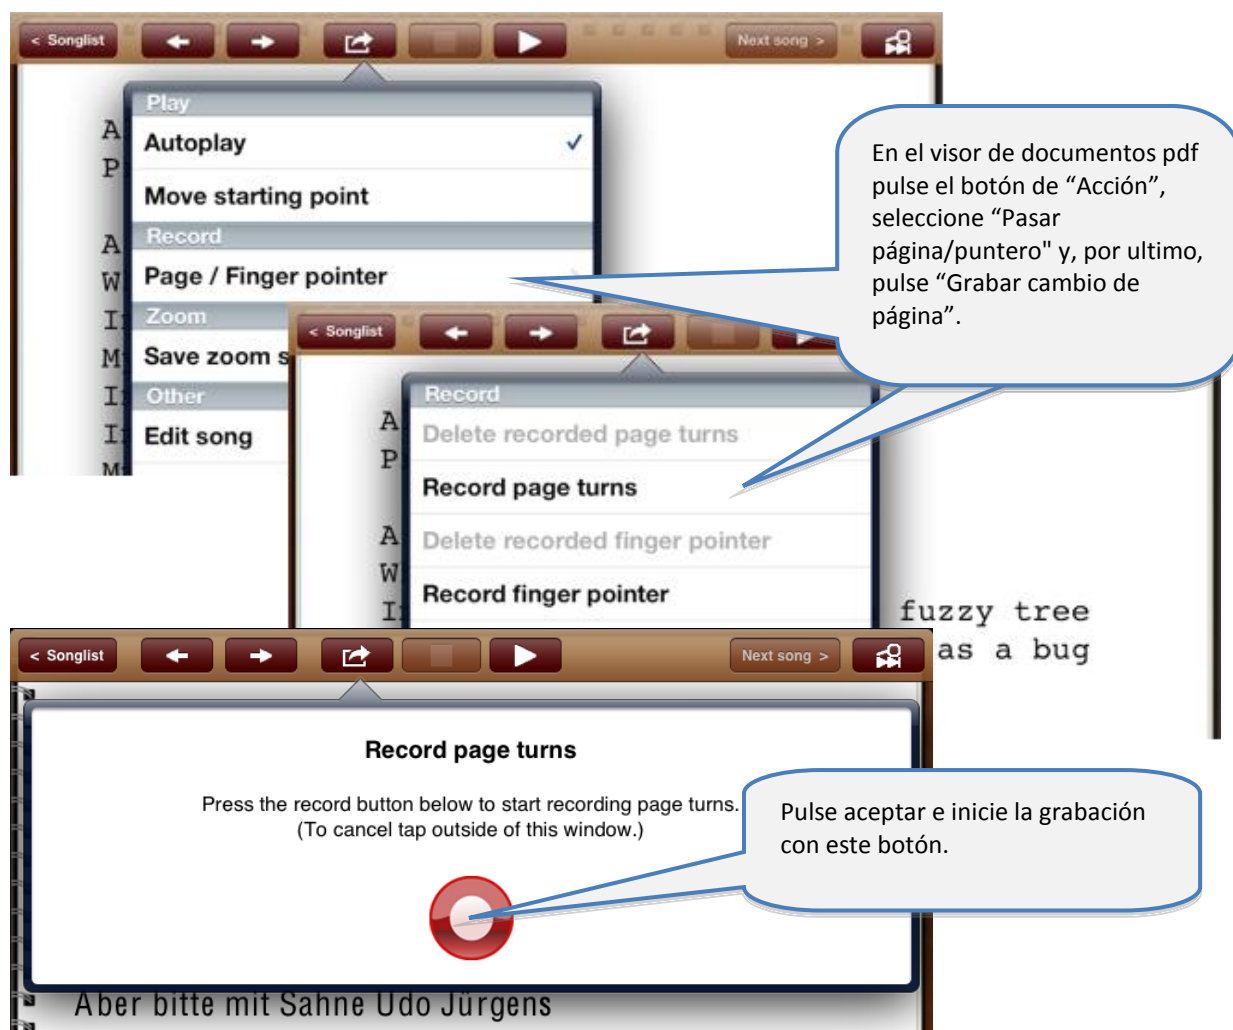 < Songlist
Next song >
Play
Autoplay
Move starting point
Record
Page / Finger pointer
Zoom
Save zoom s
Other
Edit song
A
P
A
W
I
M
I
I
M
En el visor de documentos pdf
pulse el botón de “Acción”,
seleccione “Pasar
página/puntero" y, por ultimo,
pulse “Grabar cambio de
página”.
< Songlist
Record
Delete recorded page turns
Record page turns
Delete recorded finger pointer
Record finger pointer
A
P
A
W
I
fuzzy tree
as a bug
< Songlist
Next song >
Record page turns
Press the record button below to start recording page turns.
(To cancel tap outside of this window.)
Pulse aceptar e inicie la grabación
con este botón.
Aber bitte mit Sahne Udo Jürgens